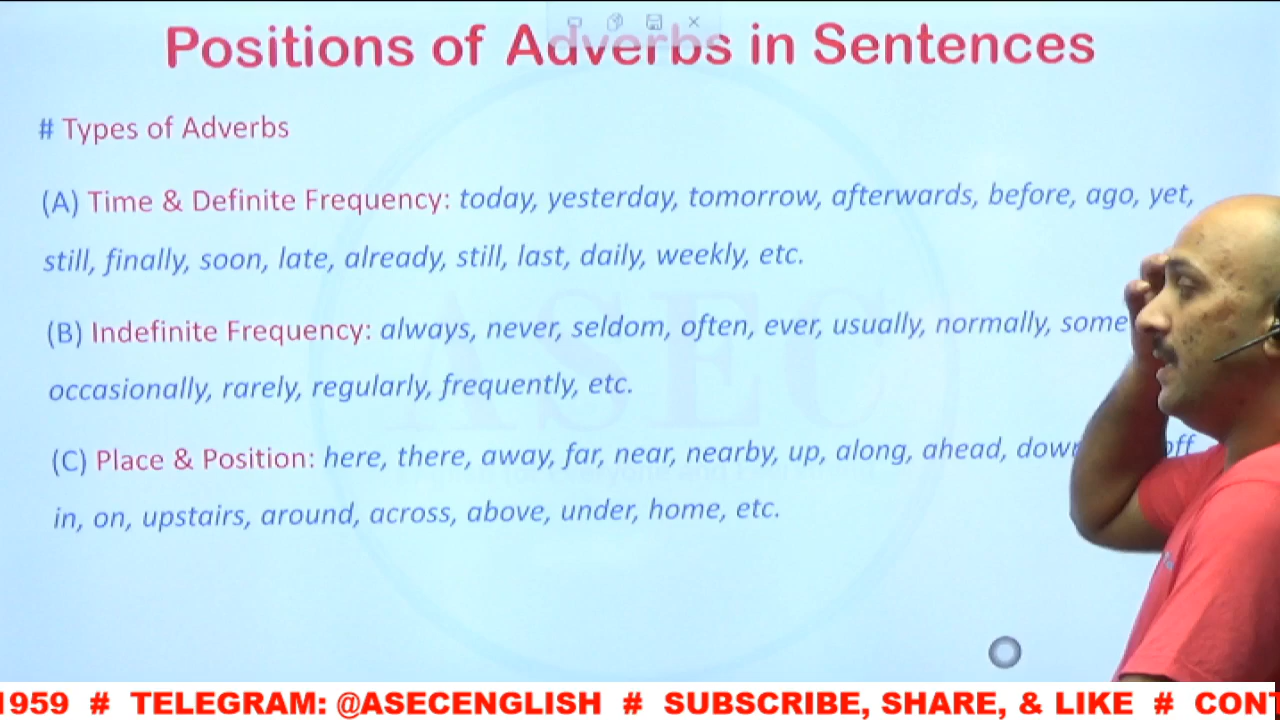 Positions of Adverbs in Sentences
# Types of Adverbs
(A) Time & Definite Frequency: today, yesterday, tomorrow, afterwards, before, ago, yet,
still, finally, soon, late, already, still, last, daily, weekly, etc.
(B) Indefinite Frequency: always, never, seldom, often, ever, usually, normally, some
occasionally, rarely, regularly, frequently, etc.
(C) Place & Position: here, there, away, far, near, nearby, up, along, ahead, down off
in, on, upstairs, around, across, above, under, home, etc.
ASEC
1959 # TELEGRAM: @ASECENGLISH # SUBSCRIBE, SHARE, & LIKE # CONT